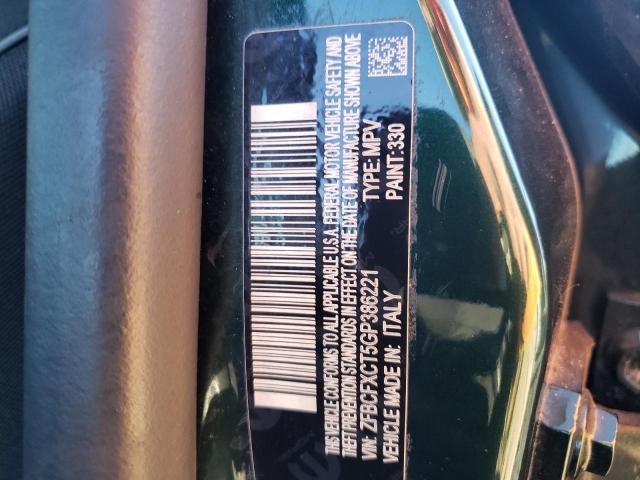 THIS VEHICLE CONFORMS TO ALL APPLICABLE U.S.A. FEDERAL MOTOR VEHICLE SAFETY AND
THEFT PREVENTION STANDARDS IN EFFECT ON THE DATE OF MANUFACTURE SHOWN ABOVE
VIN: ZFBCFXCT5GP386221 TYPE: MPV
VEHICLE MADE IN: ITALY PAINT: 330